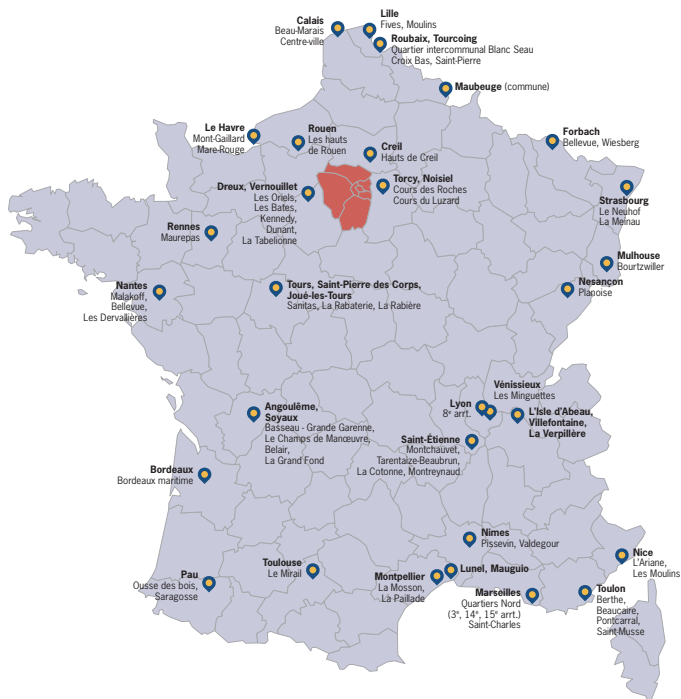 Calais
Beau-Marais
Centre-ville
Lille
Fives, Moulins
Roubaix, Tourcoing
Quartier intercommunal Blanc Seau
Croix Bas, Saint-Pierre
Maubeuge (commune)
Le Havre
Mont-Gaillard
Mare-Rouge
Rouen
Les hauts
de Rouen
Creil
Hauts de Creil
Forbach
Bellevue, Wiesberg
Dreux, Vernouillet
Les Oriels,
Les Bates,
Kennedy,
Dunant,
La Tabelionne
Torcy, Noisiel
Cours des Roches
Cours du Luzard
Strasbourg
Le Neuhof
La Meinau
Rennes
Maurepas
Mulhouse
Bourtzwiller
Nantes
Malakoff,
Bellevue,
Les Dervallières
Tours, Saint-Pierre des Corps,
Joué-les-Tours
Sanitas, La Rabaterie, La Rabière
Nesançon
Planoise
Vénissieux
Les Minguettes
Lyon
8e arrt.
L'Isle d'Abeau,
Villefontaine,
La Verpilère
Angoulême,
Soyaux
Basseau - Grande Garenne,
Le Champs de Manœuvre,
Belair,
La Grand Fond
Saint-Étienne
Montchauvet,
Tarentaize-Beaubrun,
La Cotonne, Montreynaud
Bordeaux
Bordeaux maritime
Nimes
Pissevin, Valdegour
Nice
L'Ariane,
Les Moulins
Pau
Ousse des bois,
Saragosse
Toulouse
Le Mirail
Montpellier
La Mosson,
La Paillade
Lunel, Mauguio
Marseilles
Quartiers Nord
(3e, 14e, 15e arrt.)
Saint-Charles
Toulon
Berthe,
Beaucaire,
Pontcarral,
Saint-Musse